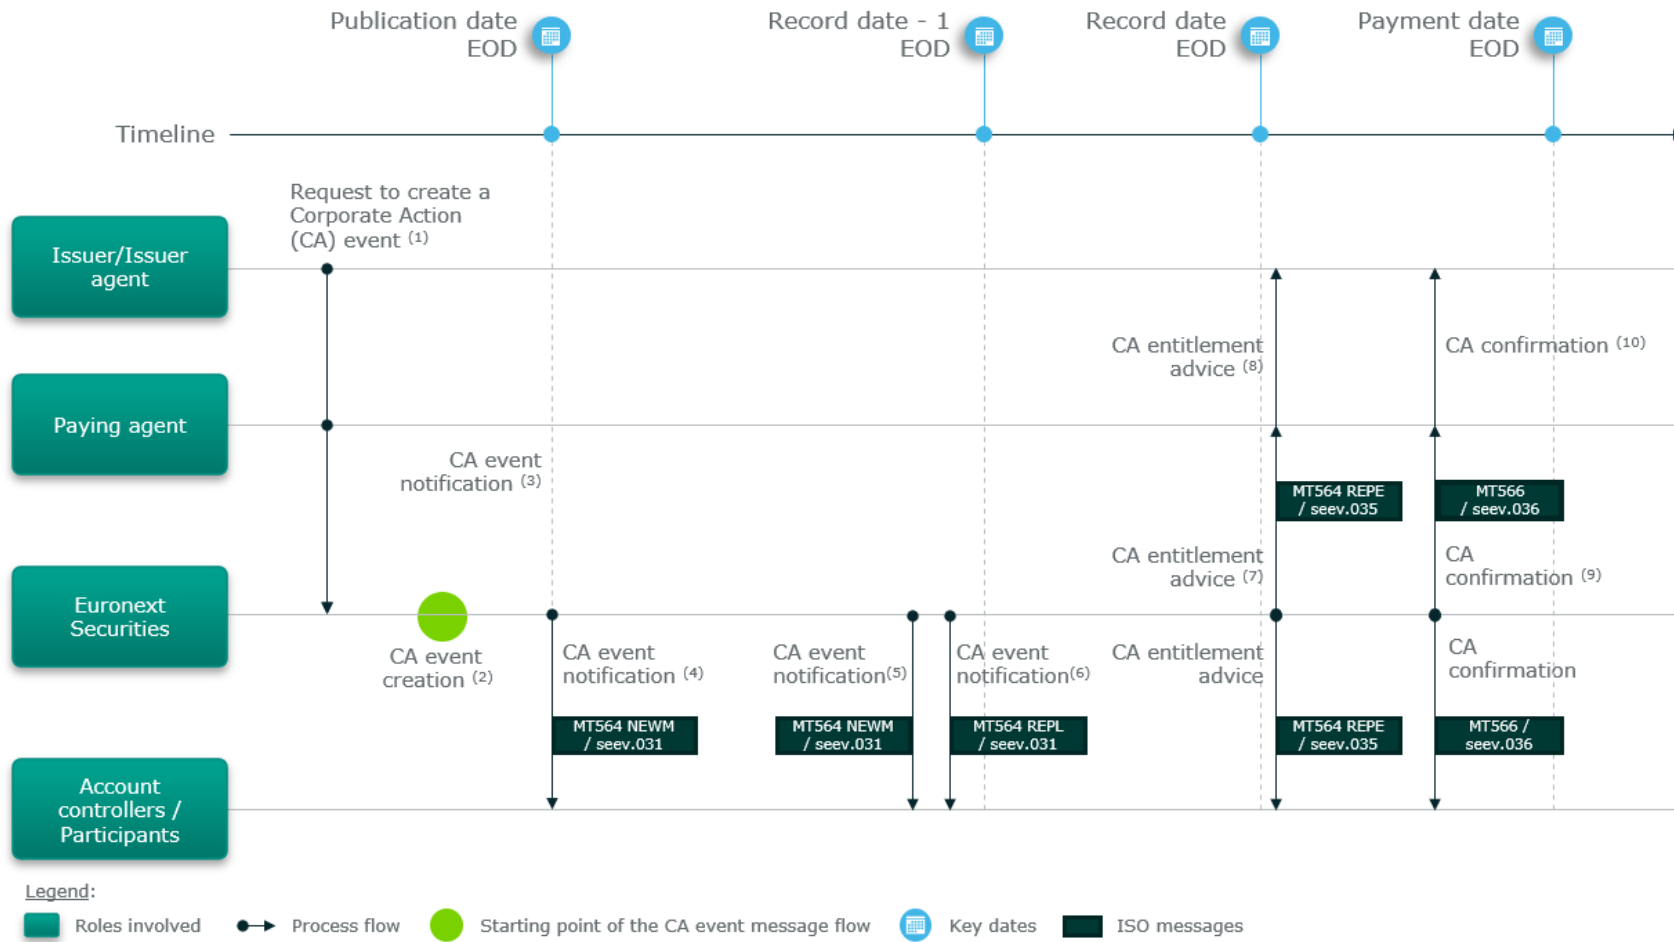 Publication date
EOD
Record date - 1
EOD
Record date
EOD
Payment date
EOD
Timeline
Request to create a
Corporate Action
(CA) event (1)
Issuer/Issuer
agent
CA entitlement
advice (8)
CA confirmation (10)
Paying agent
CA event
notification (3)
MT564 REPE
/ seev.035
MT566
/ seev.036
CA entitlement
advice (7)
CA
confirmation (9)
Euronext
Securities
CA event
creation (2)
CA event
notification (4)
CA event
notification(5)
CA event
notification(6)
CA entitlement
advice
CA
confirmation
MT564 NEWM
/ seev.031
MT564 NEWM
/ seev.031
MT564 REPL
/ seev.031
MT564 REPE
/ seev.035
MT566 /
seev.036
Account
controllers /
Participants
Legend:
Roles involved
Process flow
Starting point of the CA event message flow
Key dates
ISO messages